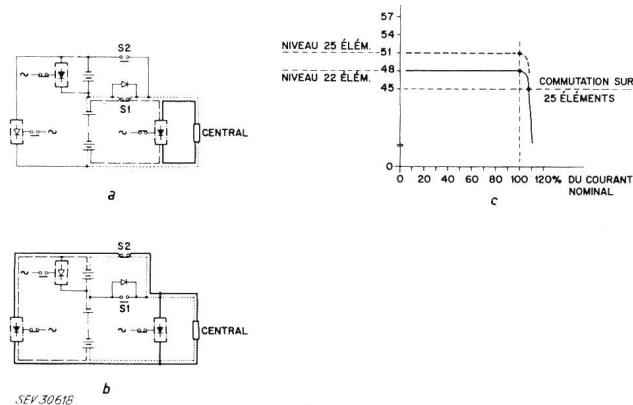 S2
S1
CENTRAL
a
S2
S1
CENTRAL
b
SEV 30618
57
54
NIVEAU 25 ÉLÉM.
51
NIVEAU 22 ÉLÉM.
48
COMMUTATION SUR
45
25 ÉLÉMENTS
0
0 20 40 60 80 100 120% DU COURANT
NOMINAL
c